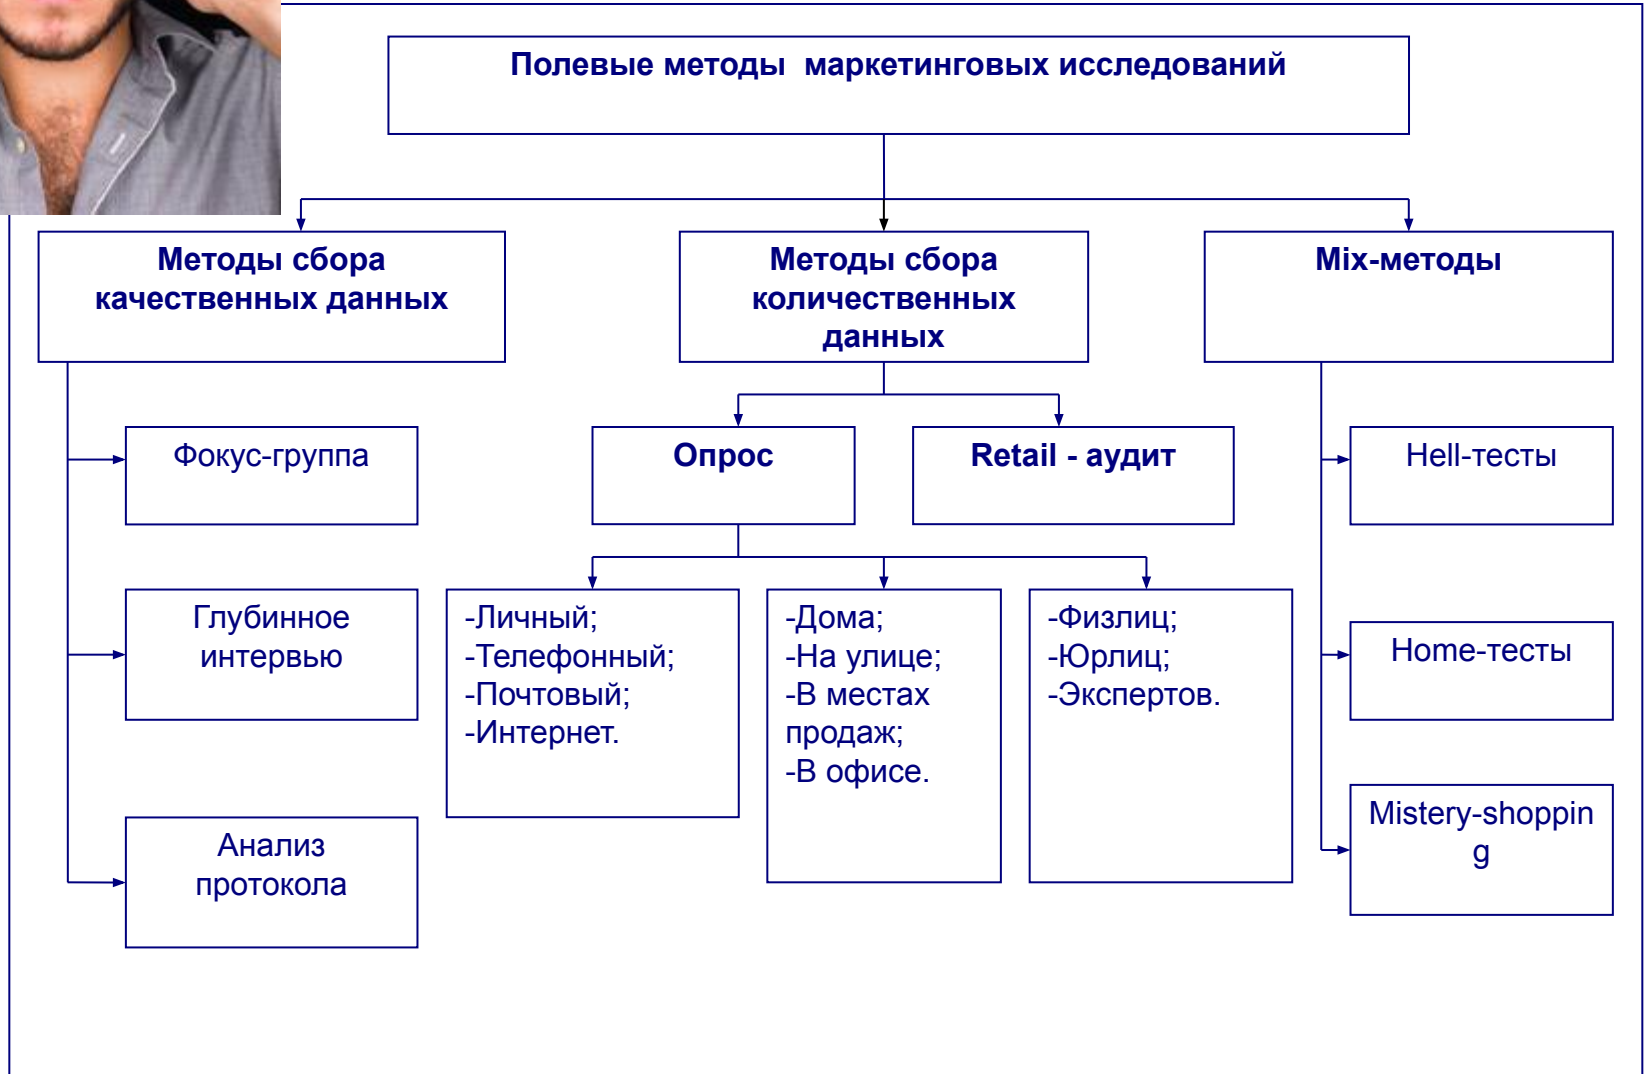 Полевые методы  маркетинговых исследований
Методы сбора
качественных данных
Методы сбора
количественных
данных
Mix-методы
Фокус-группа
Опрос
Retail - аудит
Hell-тесты
Глубинное
интервью
-Личный;
-Телефонный;
-Почтовый;
-Интернет.
-Дома;
-На улице;
-В местах
продаж;
-В офисе.
-Физлиц;
-Юрлиц;
-Экспертов.
Home-тесты
Анализ
протокола
Mistery-shoppin
g